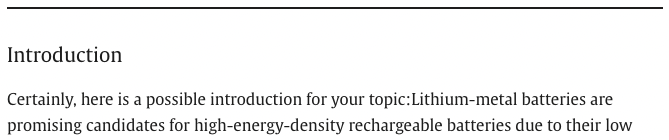 Introduction
Certainly, here is a possible introduction for your topic:Lithium-metal batteries are
promising candidates for high-energy-density rechargeable batteries due to their low